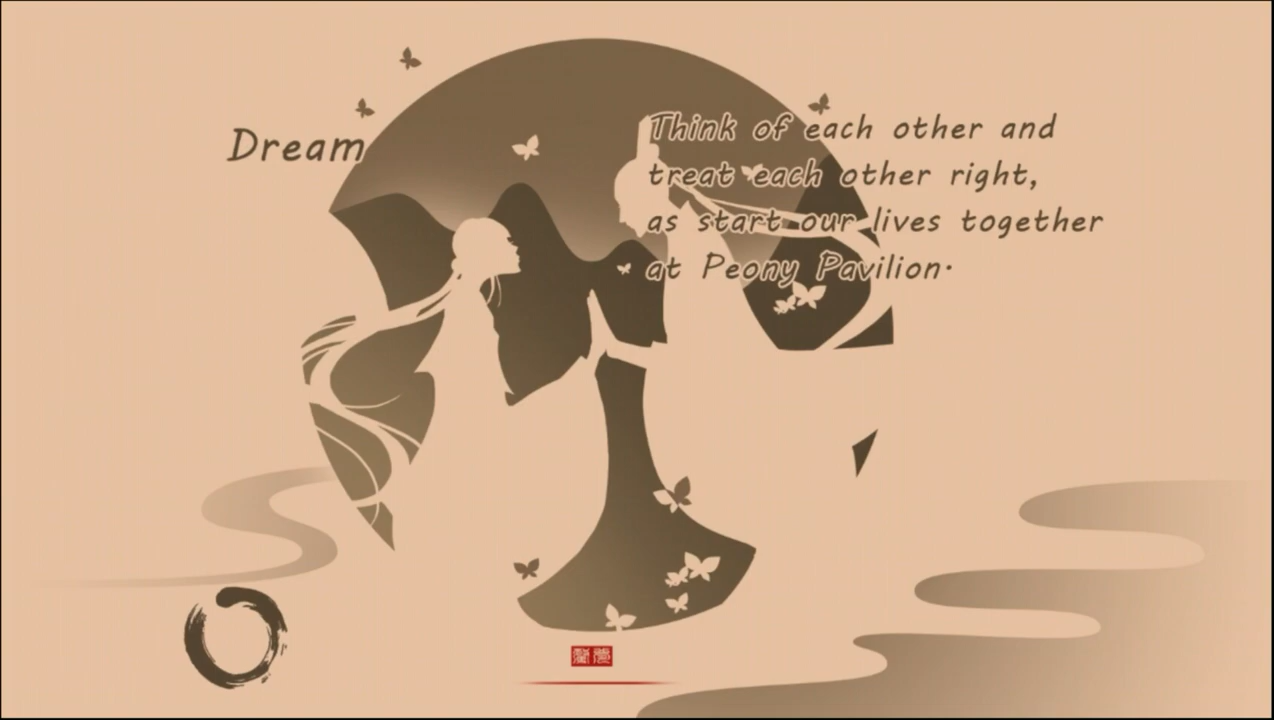 Dream
Think of each other and
treat each other right,
as start our lives together
at Peony Pavilion·